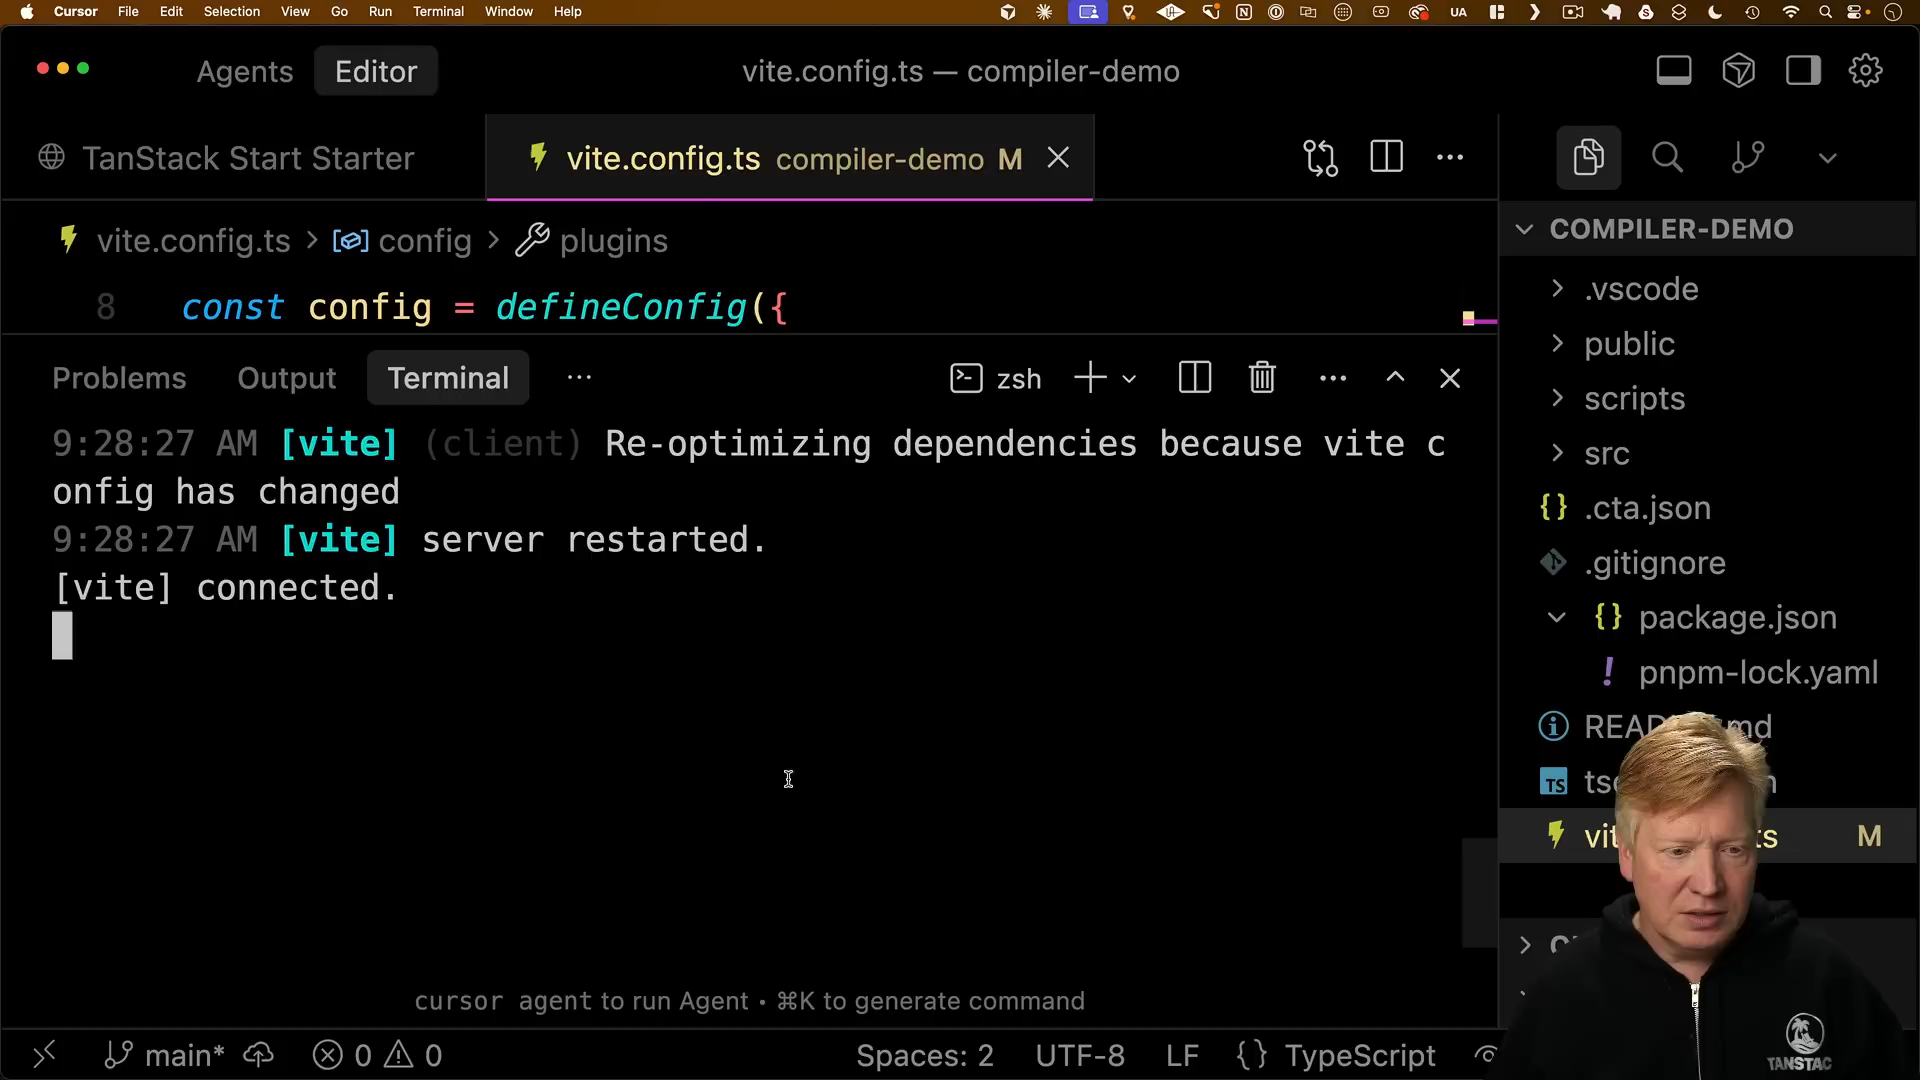 Cursor File Edit Selection View Go Run Terminal Window Help UA
Agents Editor vite.config.ts — compiler-demo
TanStack Start Starter vite.config.ts compiler-demo M
vite.config.ts > config > plugins
8 const config = defineConfig({
Problems Output Terminal zsh
9:28:27 AM [vite] (client) Re-optimizing dependencies because vite c
onfig has changed
9:28:27 AM [vite] server restarted.
[vite] connected.
cursor agent to run Agent • ⌘K to generate command
main* 0 0 Spaces: 2 UTF-8 LF {} TypeScript
COMPILER-DEMO
.vscode
public
scripts
src
{} .cta.json
.gitignore
{} package.json
! pnpm-lock.yaml
M
TANSTAC